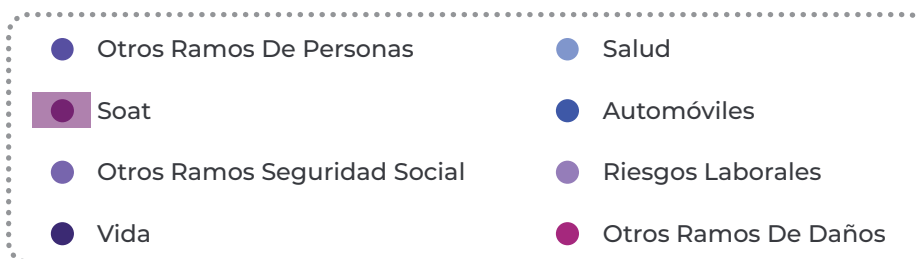 Otros Ramos De Personas
Salud
Soat
Automóviles
Otros Ramos Seguridad Social
Riesgos Laborales
Vida
Otros Ramos De Daños